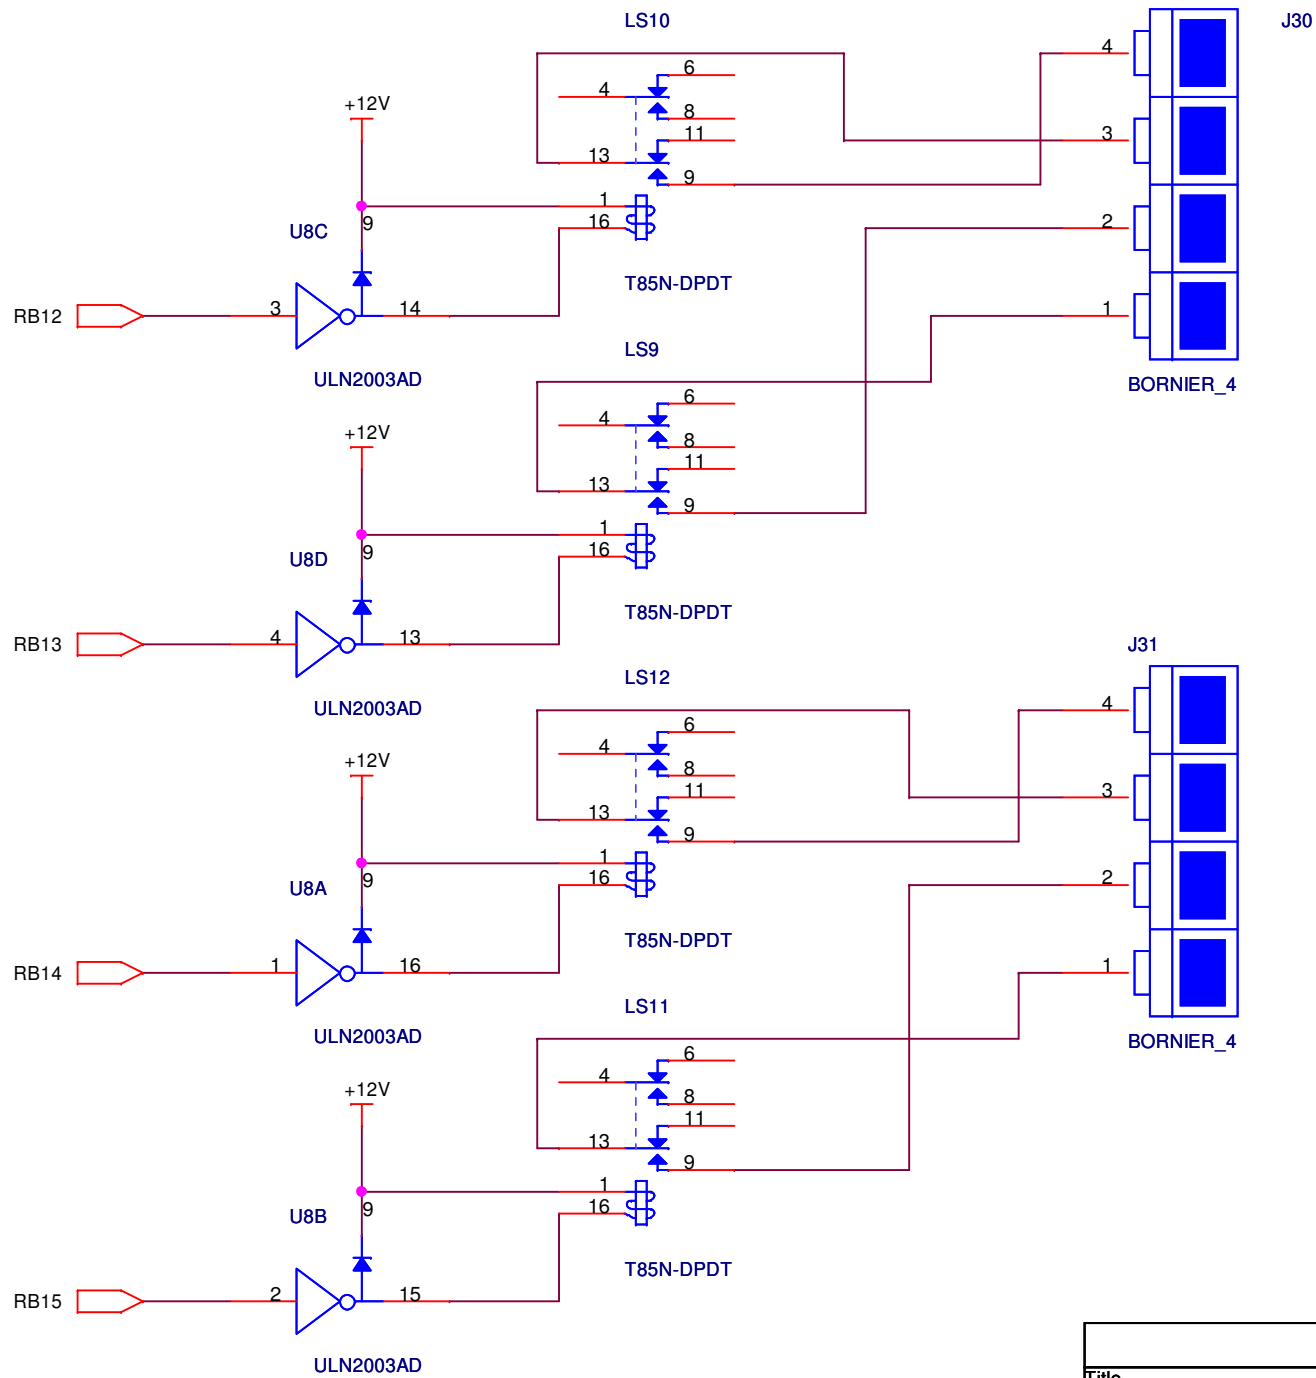 LS10
J30
6
4
8
11
13
9
1
16
+12V
9
U8C
RB12
3
14
ULN2003AD
T85N-DPDT
4
3
2
1
BORNIER_4
LS9
6
4
8
11
13
9
1
16
+12V
9
U8D
RB13
4
13
ULN2003AD
T85N-DPDT
LS12
6
4
8
11
13
9
1
16
+12V
9
U8A
RB14
1
16
ULN2003AD
T85N-DPDT
J31
4
3
2
1
BORNIER_4
LS11
6
4
8
11
13
9
1
16
+12V
9
U8B
RB15
2
15
ULN2003AD
T85N-DPDT
Title